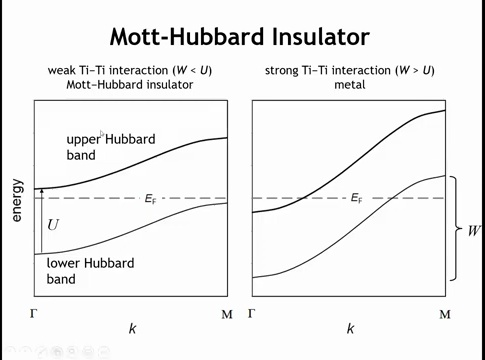 Mott-Hubbard Insulator
weak Ti–Ti interaction (W < U)
Mott–Hubbard insulator
strong Ti–Ti interaction (W > U)
metal
upper Hubbard
band
energy
E_F
U
lower Hubbard
band
Γ
M
k
E_F
W
Γ
M
k